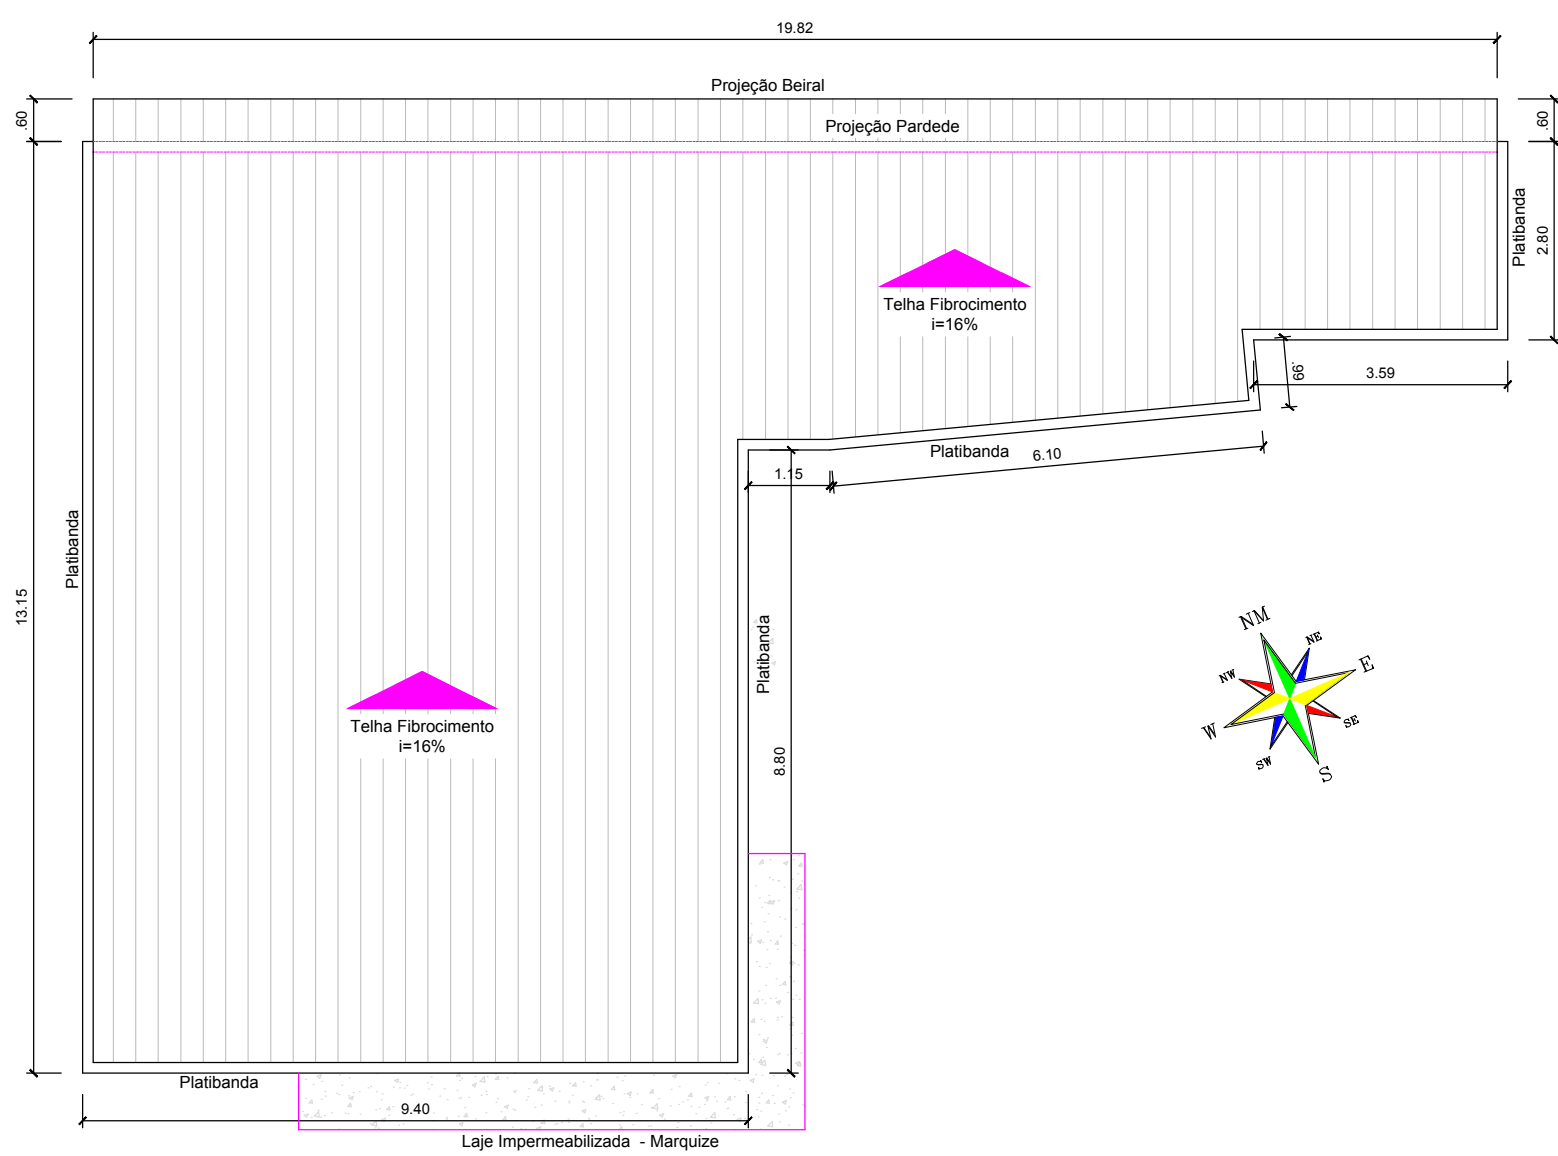 19.82
Projeção Beiral
.60
.60
Projeção Pardede
Platibanda
2.80
Telha Fibrocimento
i=16%
.99
3.59
Platibanda
6.10
1.15
Platibanda
13.15
Platibanda
8.80
NM
NE
E
NW
SE
W
SW
S
Telha Fibrocimento
i=16%
Platibanda
9.40
Laje Impermeabilizada - Marquize